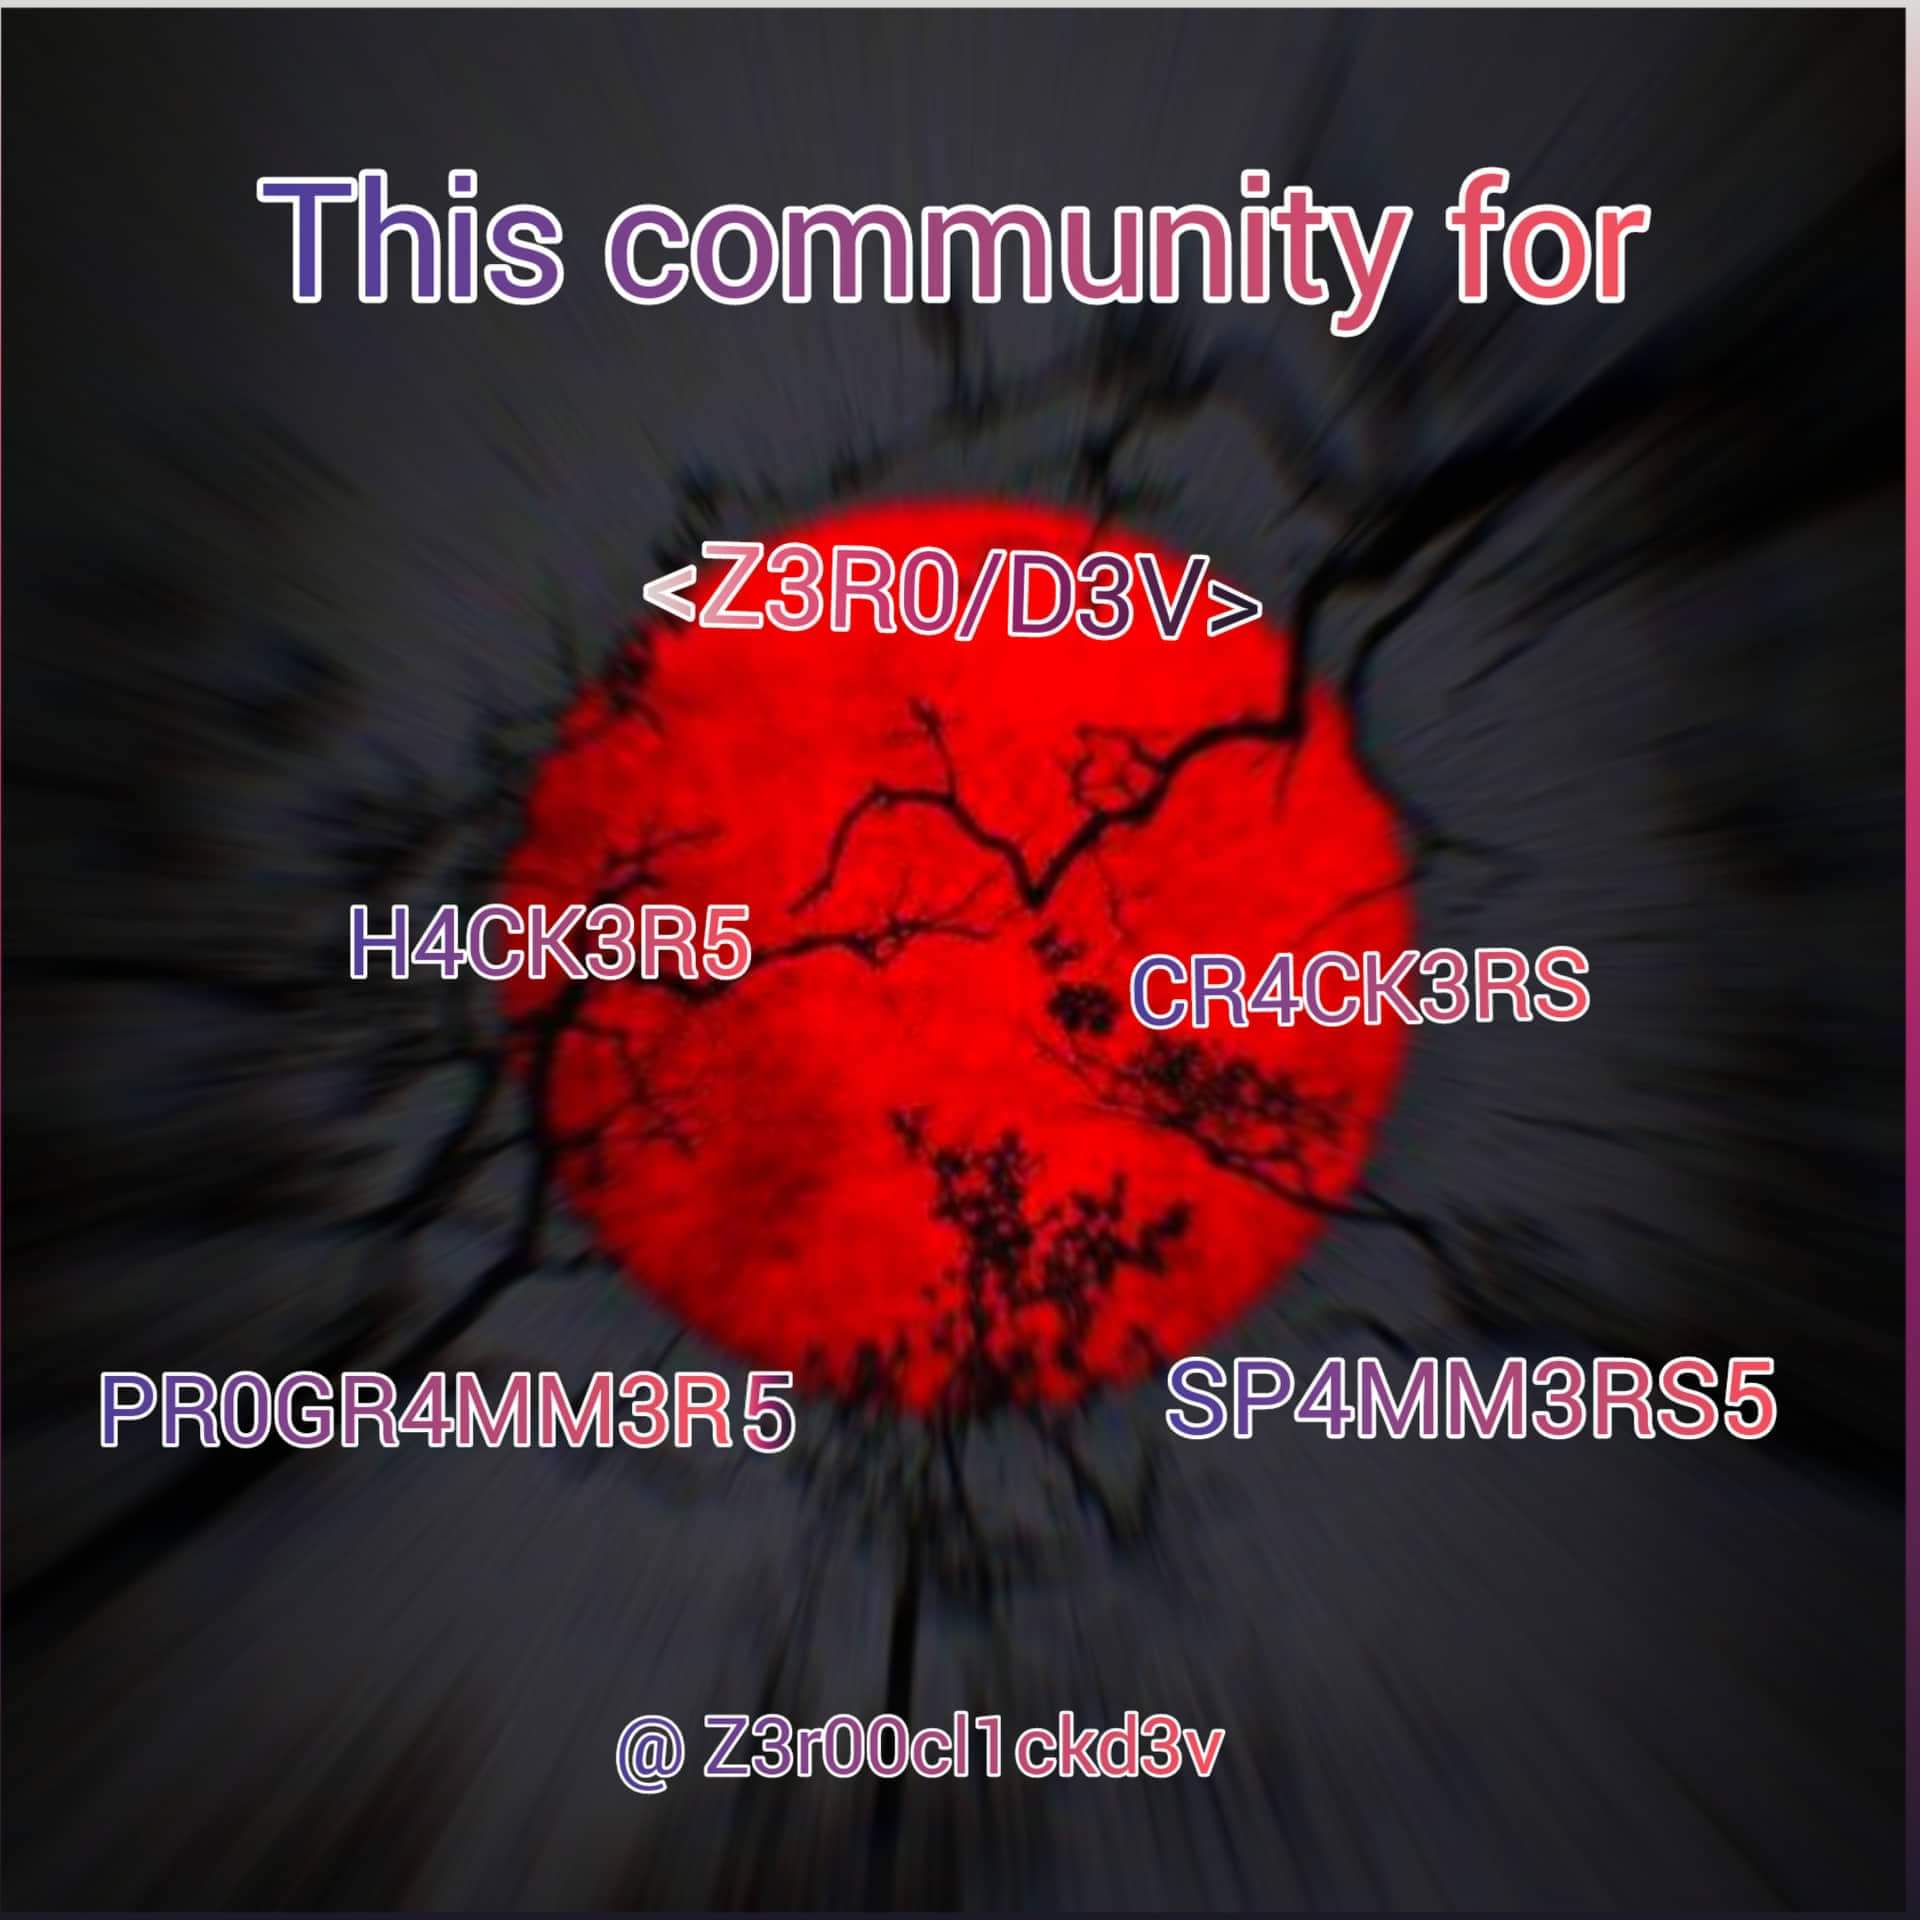 This community for
<Z3R0/D3V>
H4CK3R5
CR4CK3RS
PR0GR4MM3R5
SP4MM3RS5
@ Z3r00cl1ckd3v